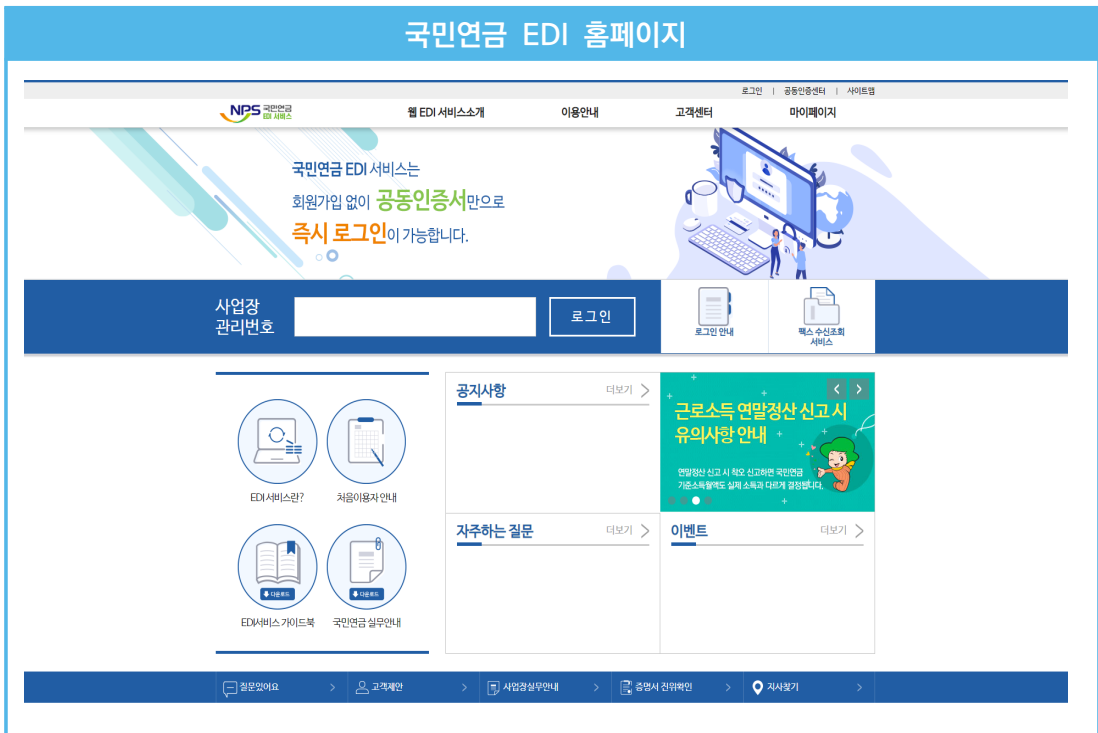 국민연금 EDI 홈페이지
로그인 | 공동인증센터 | 사이트맵
NPS 국민연금
EDI 서비스
웹 EDI 서비스소개
이용안내
고객센터
마이페이지
국민연금 EDI 서비스는
회원가입 없이 공동인증서만으로
즉시 로그인이 가능합니다.
사업장
관리번호
로그인
로그인 안내
팩스 수신조회
서비스
EDI 서비스란?
처음이용자 안내
다운로드
다운로드
EDI서비스 가이드북
국민연금 실무안내
공지사항
더보기
근로소득 연말정산 신고 시
유의사항 안내
연말정산 신고 시 착오 신고하면 국민연금
기준소득월액도 실제 소득과 다르게 결정됩니다.
자주하는 질문
더보기
이벤트
더보기
질문있어요
고객제안
사업장실무안내
증명서 진위확인
지사찾기